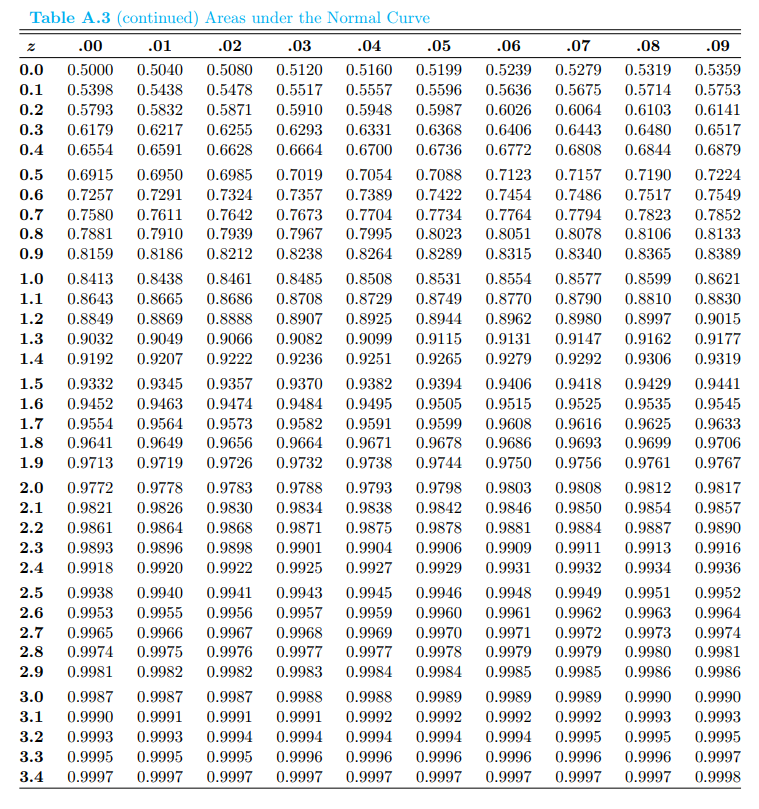 Table A.3 (continued) Areas under the Normal Curve
z .00 .01 .02 .03 .04 .05 .06 .07 .08 .09
0.0 0.5000 0.5040 0.5080 0.5120 0.5160 0.5199 0.5239 0.5279 0.5319 0.5359
0.1 0.5398 0.5438 0.5478 0.5517 0.5557 0.5596 0.5636 0.5675 0.5714 0.5753
0.2 0.5793 0.5832 0.5871 0.5910 0.5948 0.5987 0.6026 0.6064 0.6103 0.6141
0.3 0.6179 0.6217 0.6255 0.6293 0.6331 0.6368 0.6406 0.6443 0.6480 0.6517
0.4 0.6554 0.6591 0.6628 0.6664 0.6700 0.6736 0.6772 0.6808 0.6844 0.6879
0.5 0.6915 0.6950 0.6985 0.7019 0.7054 0.7088 0.7123 0.7157 0.7190 0.7224
0.6 0.7257 0.7291 0.7324 0.7357 0.7389 0.7422 0.7454 0.7486 0.7517 0.7549
0.7 0.7580 0.7611 0.7642 0.7673 0.7704 0.7734 0.7764 0.7794 0.7823 0.7852
0.8 0.7881 0.7910 0.7939 0.7967 0.7995 0.8023 0.8051 0.8078 0.8106 0.8133
0.9 0.8159 0.8186 0.8212 0.8238 0.8264 0.8289 0.8315 0.8340 0.8365 0.8389
1.0 0.8413 0.8438 0.8461 0.8485 0.8508 0.8531 0.8554 0.8577 0.8599 0.8621
1.1 0.8643 0.8665 0.8686 0.8708 0.8729 0.8749 0.8770 0.8790 0.8810 0.8830
1.2 0.8849 0.8869 0.8888 0.8907 0.8925 0.8944 0.8962 0.8980 0.8997 0.9015
1.3 0.9032 0.9049 0.9066 0.9082 0.9099 0.9115 0.9131 0.9147 0.9162 0.9177
1.4 0.9192 0.9207 0.9222 0.9236 0.9251 0.9265 0.9279 0.9292 0.9306 0.9319
1.5 0.9332 0.9345 0.9357 0.9370 0.9382 0.9394 0.9406 0.9418 0.9429 0.9441
1.6 0.9452 0.9463 0.9474 0.9484 0.9495 0.9505 0.9515 0.9525 0.9535 0.9545
1.7 0.9554 0.9564 0.9573 0.9582 0.9591 0.9599 0.9608 0.9616 0.9625 0.9633
1.8 0.9641 0.9649 0.9656 0.9664 0.9671 0.9678 0.9686 0.9693 0.9699 0.9706
1.9 0.9713 0.9719 0.9726 0.9732 0.9738 0.9744 0.9750 0.9756 0.9761 0.9767
2.0 0.9772 0.9778 0.9783 0.9788 0.9793 0.9798 0.9803 0.9808 0.9812 0.9817
2.1 0.9821 0.9826 0.9830 0.9834 0.9838 0.9842 0.9846 0.9850 0.9854 0.9857
2.2 0.9861 0.9864 0.9868 0.9871 0.9875 0.9878 0.9881 0.9884 0.9887 0.9890
2.3 0.9893 0.9896 0.9898 0.9901 0.9904 0.9906 0.9909 0.9911 0.9913 0.9916
2.4 0.9918 0.9920 0.9922 0.9925 0.9927 0.9929 0.9931 0.9932 0.9934 0.9936
2.5 0.9938 0.9940 0.9941 0.9943 0.9945 0.9946 0.9948 0.9949 0.9951 0.9952
2.6 0.9953 0.9955 0.9956 0.9957 0.9959 0.9960 0.9961 0.9962 0.9963 0.9964
2.7 0.9965 0.9966 0.9967 0.9968 0.9969 0.9970 0.9971 0.9972 0.9973 0.9974
2.8 0.9974 0.9975 0.9976 0.9977 0.9977 0.9978 0.9979 0.9979 0.9980 0.9981
2.9 0.9981 0.9982 0.9982 0.9983 0.9984 0.9984 0.9985 0.9985 0.9986 0.9986
3.0 0.9987 0.9987 0.9987 0.9988 0.9988 0.9989 0.9989 0.9989 0.9990 0.9990
3.1 0.9990 0.9991 0.9991 0.9991 0.9992 0.9992 0.9992 0.9992 0.9993 0.9993
3.2 0.9993 0.9993 0.9994 0.9994 0.9994 0.9994 0.9994 0.9995 0.9995 0.9995
3.3 0.9995 0.9995 0.9995 0.9996 0.9996 0.9996 0.9996 0.9996 0.9996 0.9997
3.4 0.9997 0.9997 0.9997 0.9997 0.9997 0.9997 0.9997 0.9997 0.9997 0.9998